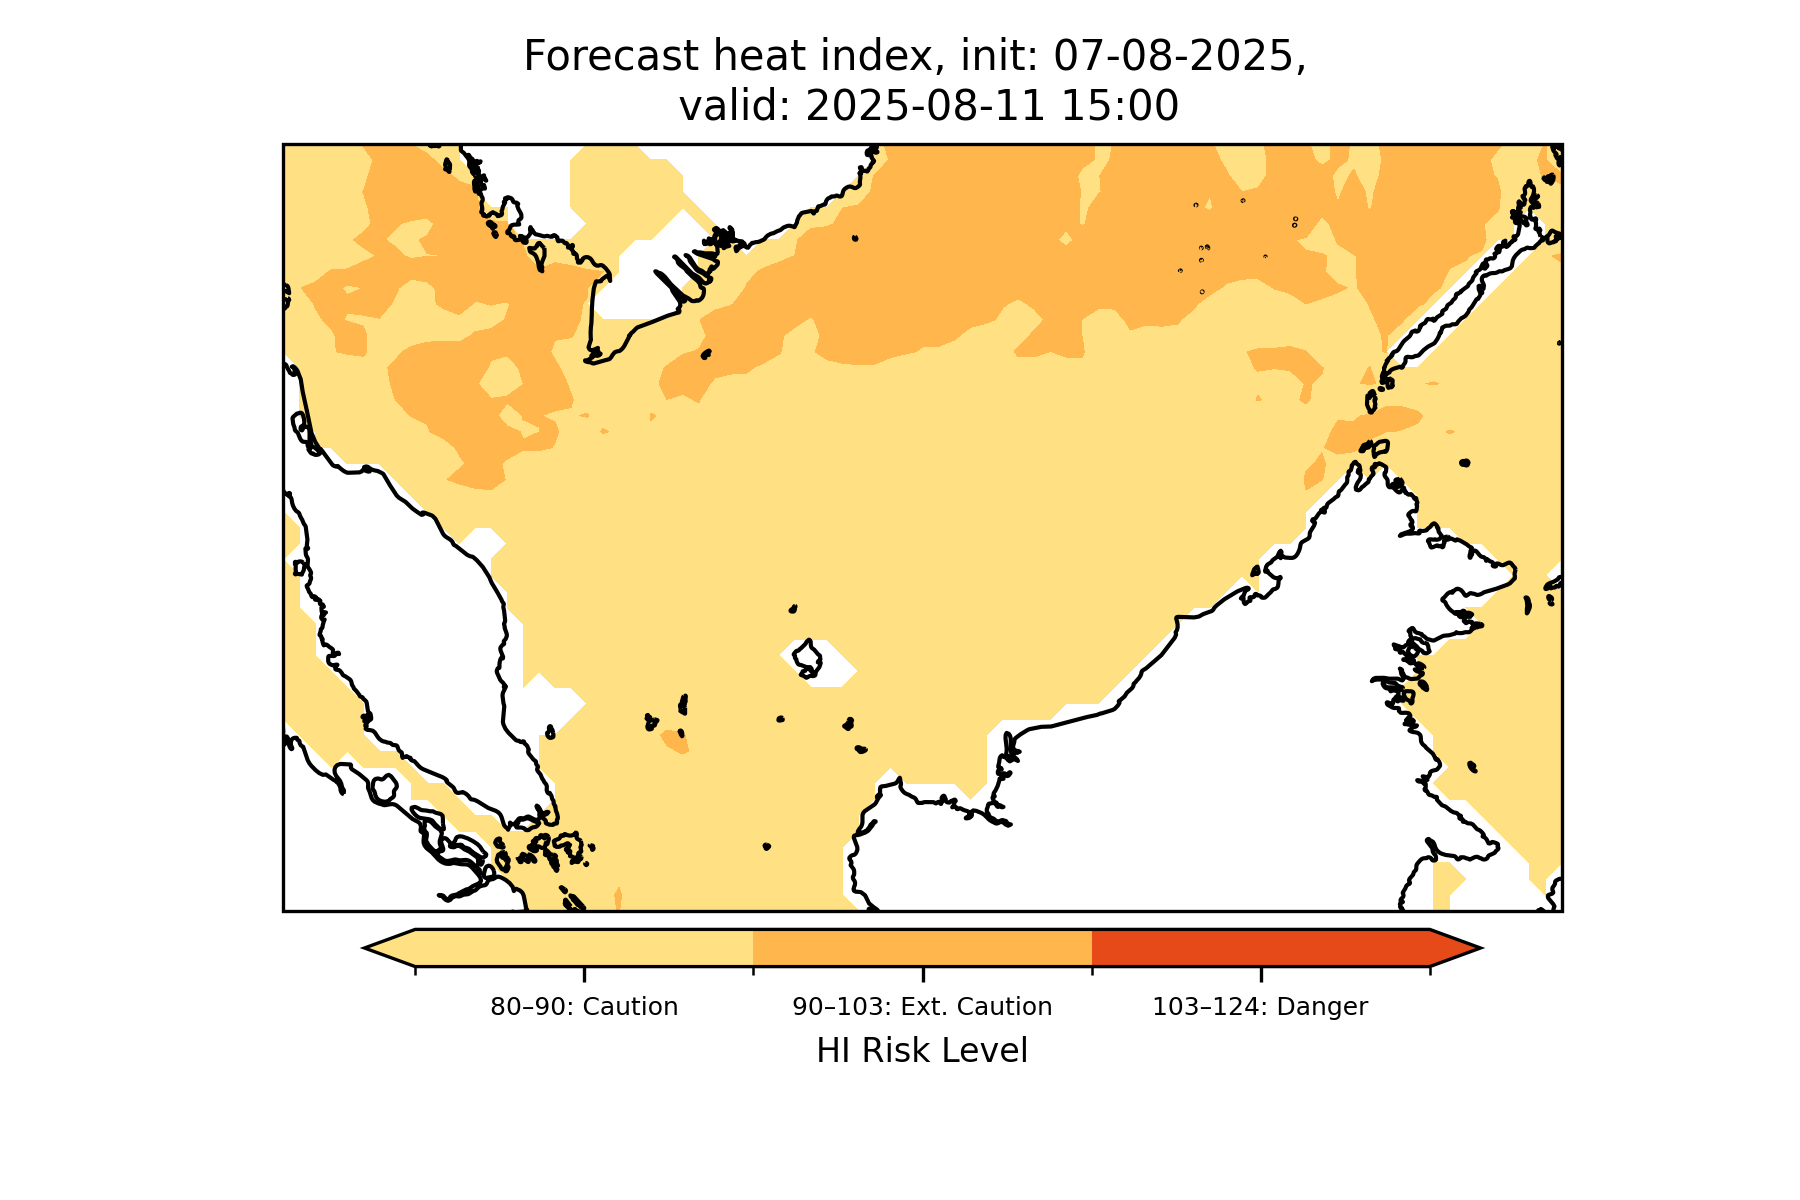 Forecast heat index, init: 07-08-2025,
valid: 2025-08-11 15:00
80–90: Caution
90–103: Ext. Caution
103–124: Danger
HI Risk Level